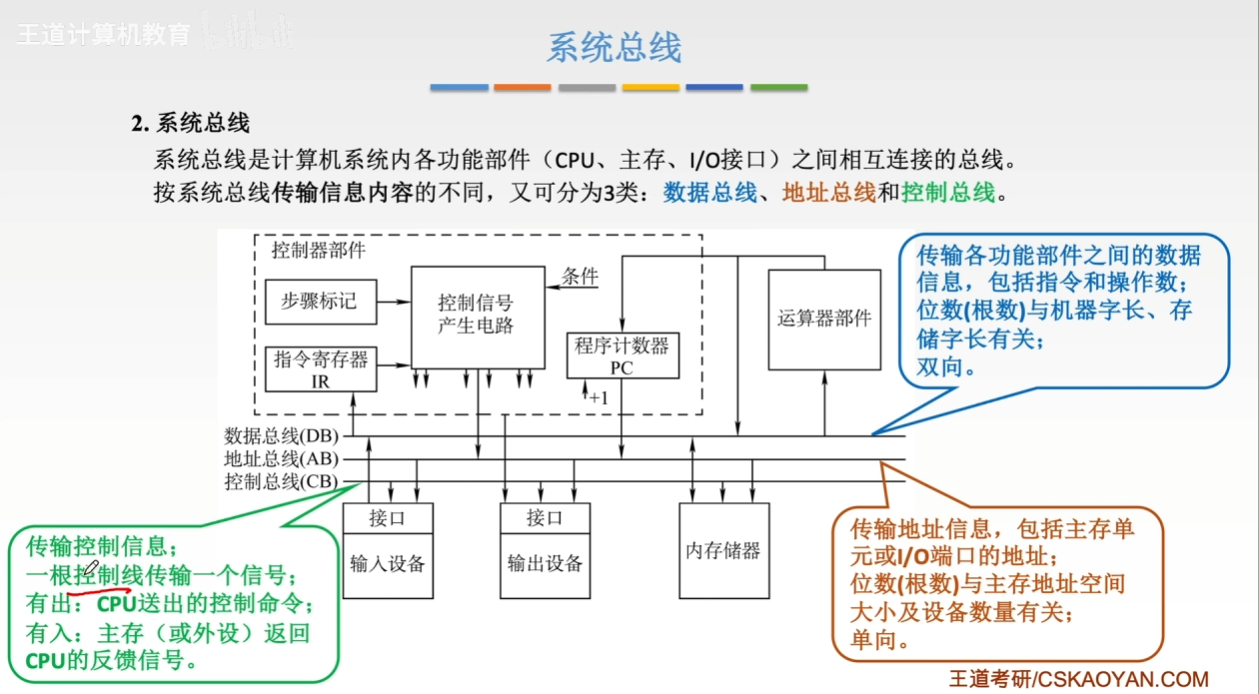 王道计算机教育
系统总线
2. 系统总线
系统总线是计算机系统内各功能部件（CPU、主存、I/O接口）之间相互连接的总线。
按系统总线传输信息内容的不同，又可分为3类：数据总线、地址总线和控制总线。
控制器部件
步骤标记
控制信号
产生电路
条件
指令寄存器
IR
程序计数器
PC
+1
运算器部件
传输各功能部件之间的数据
信息，包括指令和操作数；
位数(根数)与机器字长、存
储字长有关；
双向。
数据总线(DB)
地址总线(AB)
控制总线(CB)
接口
输入设备
接口
输出设备
内存储器
传输控制信息；
一根控制线传输一个信号；
有出：CPU送出的控制命令；
有入：主存（或外设）返回
CPU的反馈信号。
传输地址信息，包括主存单
元或I/O端口的地址；
位数(根数)与主存地址空间
大小及设备数量有关；
单向。
王道考研/CSKAOYAN.COM